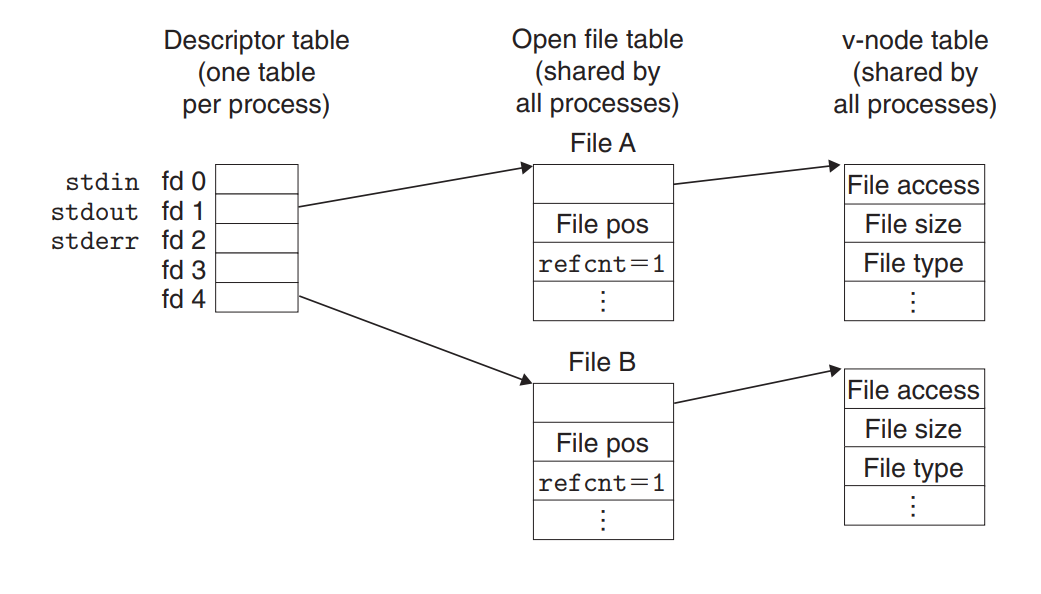 Descriptor table
(one table
per process)
Open file table
(shared by
all processes)
v-node table
(shared by
all processes)
stdin fd 0
stdout fd 1
stderr fd 2
fd 3
fd 4
File A
File pos
refcnt=1
⋮
File access
File size
File type
⋮
File B
File pos
refcnt=1
⋮
File access
File size
File type
⋮